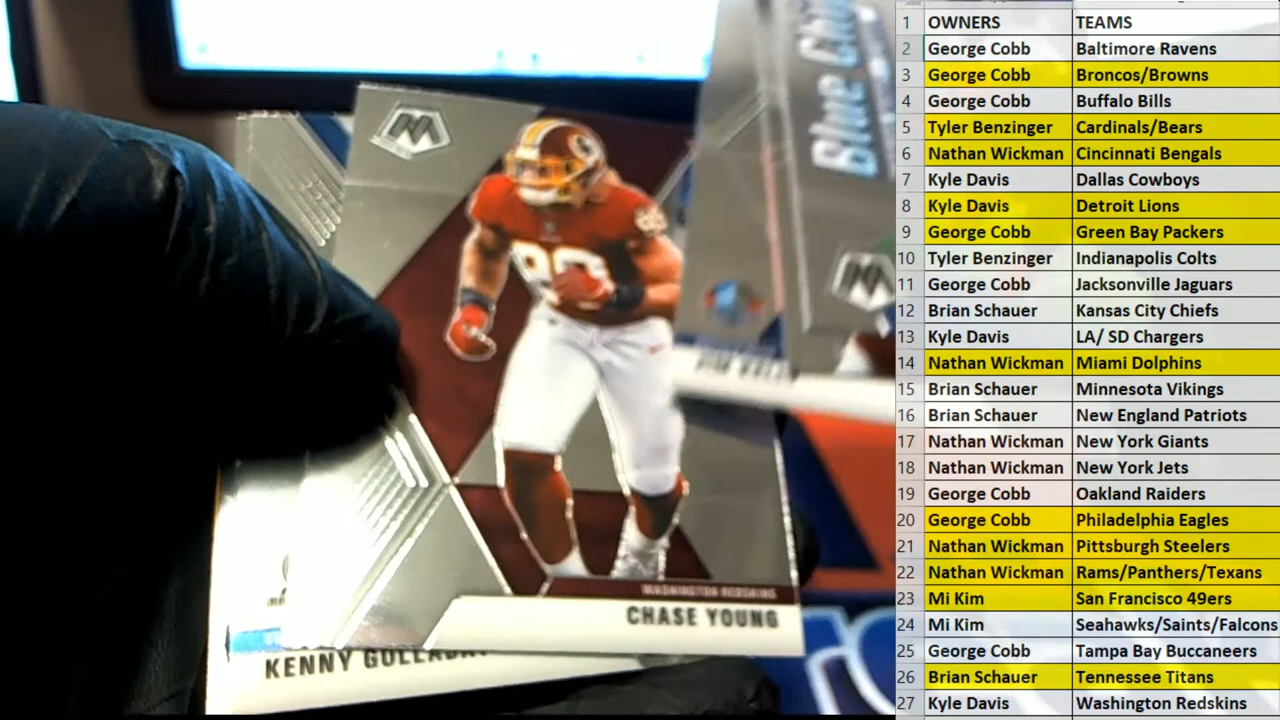 Blue Chi
WASHINGTON REDSKINS
CHASE YOUNG
KENNY GOLLADAY
1 OWNERS TEAMS
2 George Cobb Baltimore Ravens
3 George Cobb Broncos/Browns
4 George Cobb Buffalo Bills
5 Tyler Benzinger Cardinals/Bears
6 Nathan Wickman Cincinnati Bengals
7 Kyle Davis Dallas Cowboys
8 Kyle Davis Detroit Lions
9 George Cobb Green Bay Packers
10 Tyler Benzinger Indianapolis Colts
11 George Cobb Jacksonville Jaguars
12 Brian Schauer Kansas City Chiefs
13 Kyle Davis LA/ SD Chargers
14 Nathan Wickman Miami Dolphins
15 Brian Schauer Minnesota Vikings
16 Brian Schauer New England Patriots
17 Nathan Wickman New York Giants
18 Nathan Wickman New York Jets
19 George Cobb Oakland Raiders
20 George Cobb Philadelphia Eagles
21 Nathan Wickman Pittsburgh Steelers
22 Nathan Wickman Rams/Panthers/Texans
23 Mi Kim San Francisco 49ers
24 Mi Kim Seahawks/Saints/Falcons
25 George Cobb Tampa Bay Buccaneers
26 Brian Schauer Tennessee Titans
27 Kyle Davis Washington Redskins